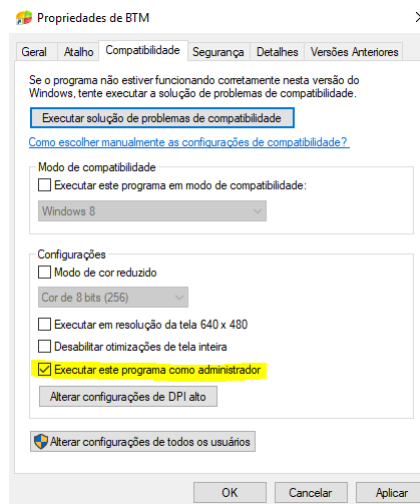 Propriedades de BTM
Geral Atalho Compatibilidade Segurança Detalhes Versões Anteriores
Se o programa não estiver funcionando corretamente nesta versão do
Windows, tente executar a solução de problemas de compatibilidade.
Executar solução de problemas de compatibilidade
Como escolher manualmente as configurações de compatibilidade?
Modo de compatibilidade
Executar este programa em modo de compatibilidade:
Windows 8
Configurações
Modo de cor reduzido
Cor de 8 bits (256)
Executar em resolução da tela 640 x 480
Desabilitar otimizações de tela inteira
Executar este programa como administrador
Alterar configurações de DPI alto
Alterar configurações de todos os usuários
OK Cancelar Aplicar